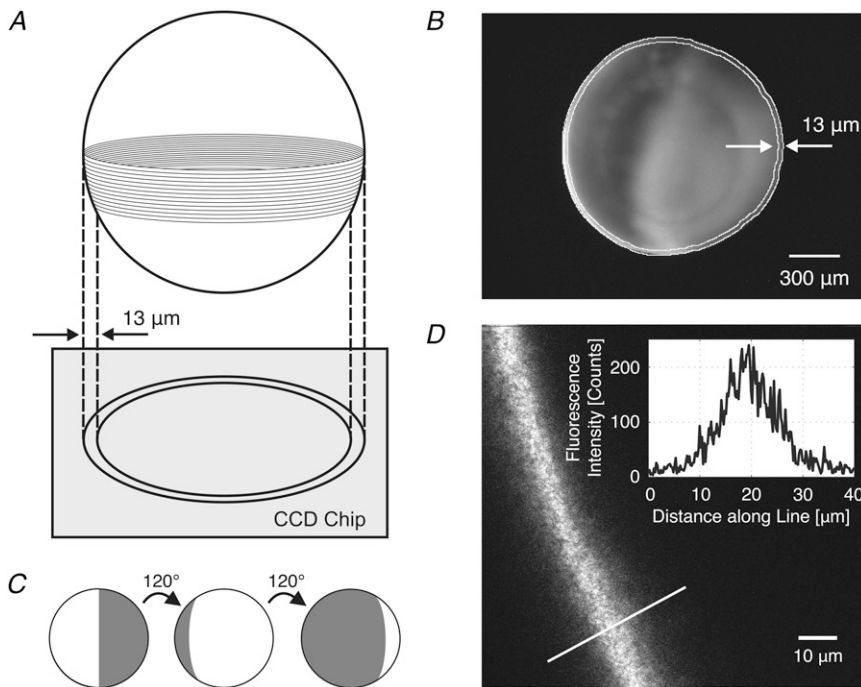 A
13 µm
CCD Chip
B
13 µm
300 µm
C
120°
120°
D
Fluorescence
Intensity [Counts]
200
100
0
0
10
20
30
40
Distance along Line [µm]
10 µm